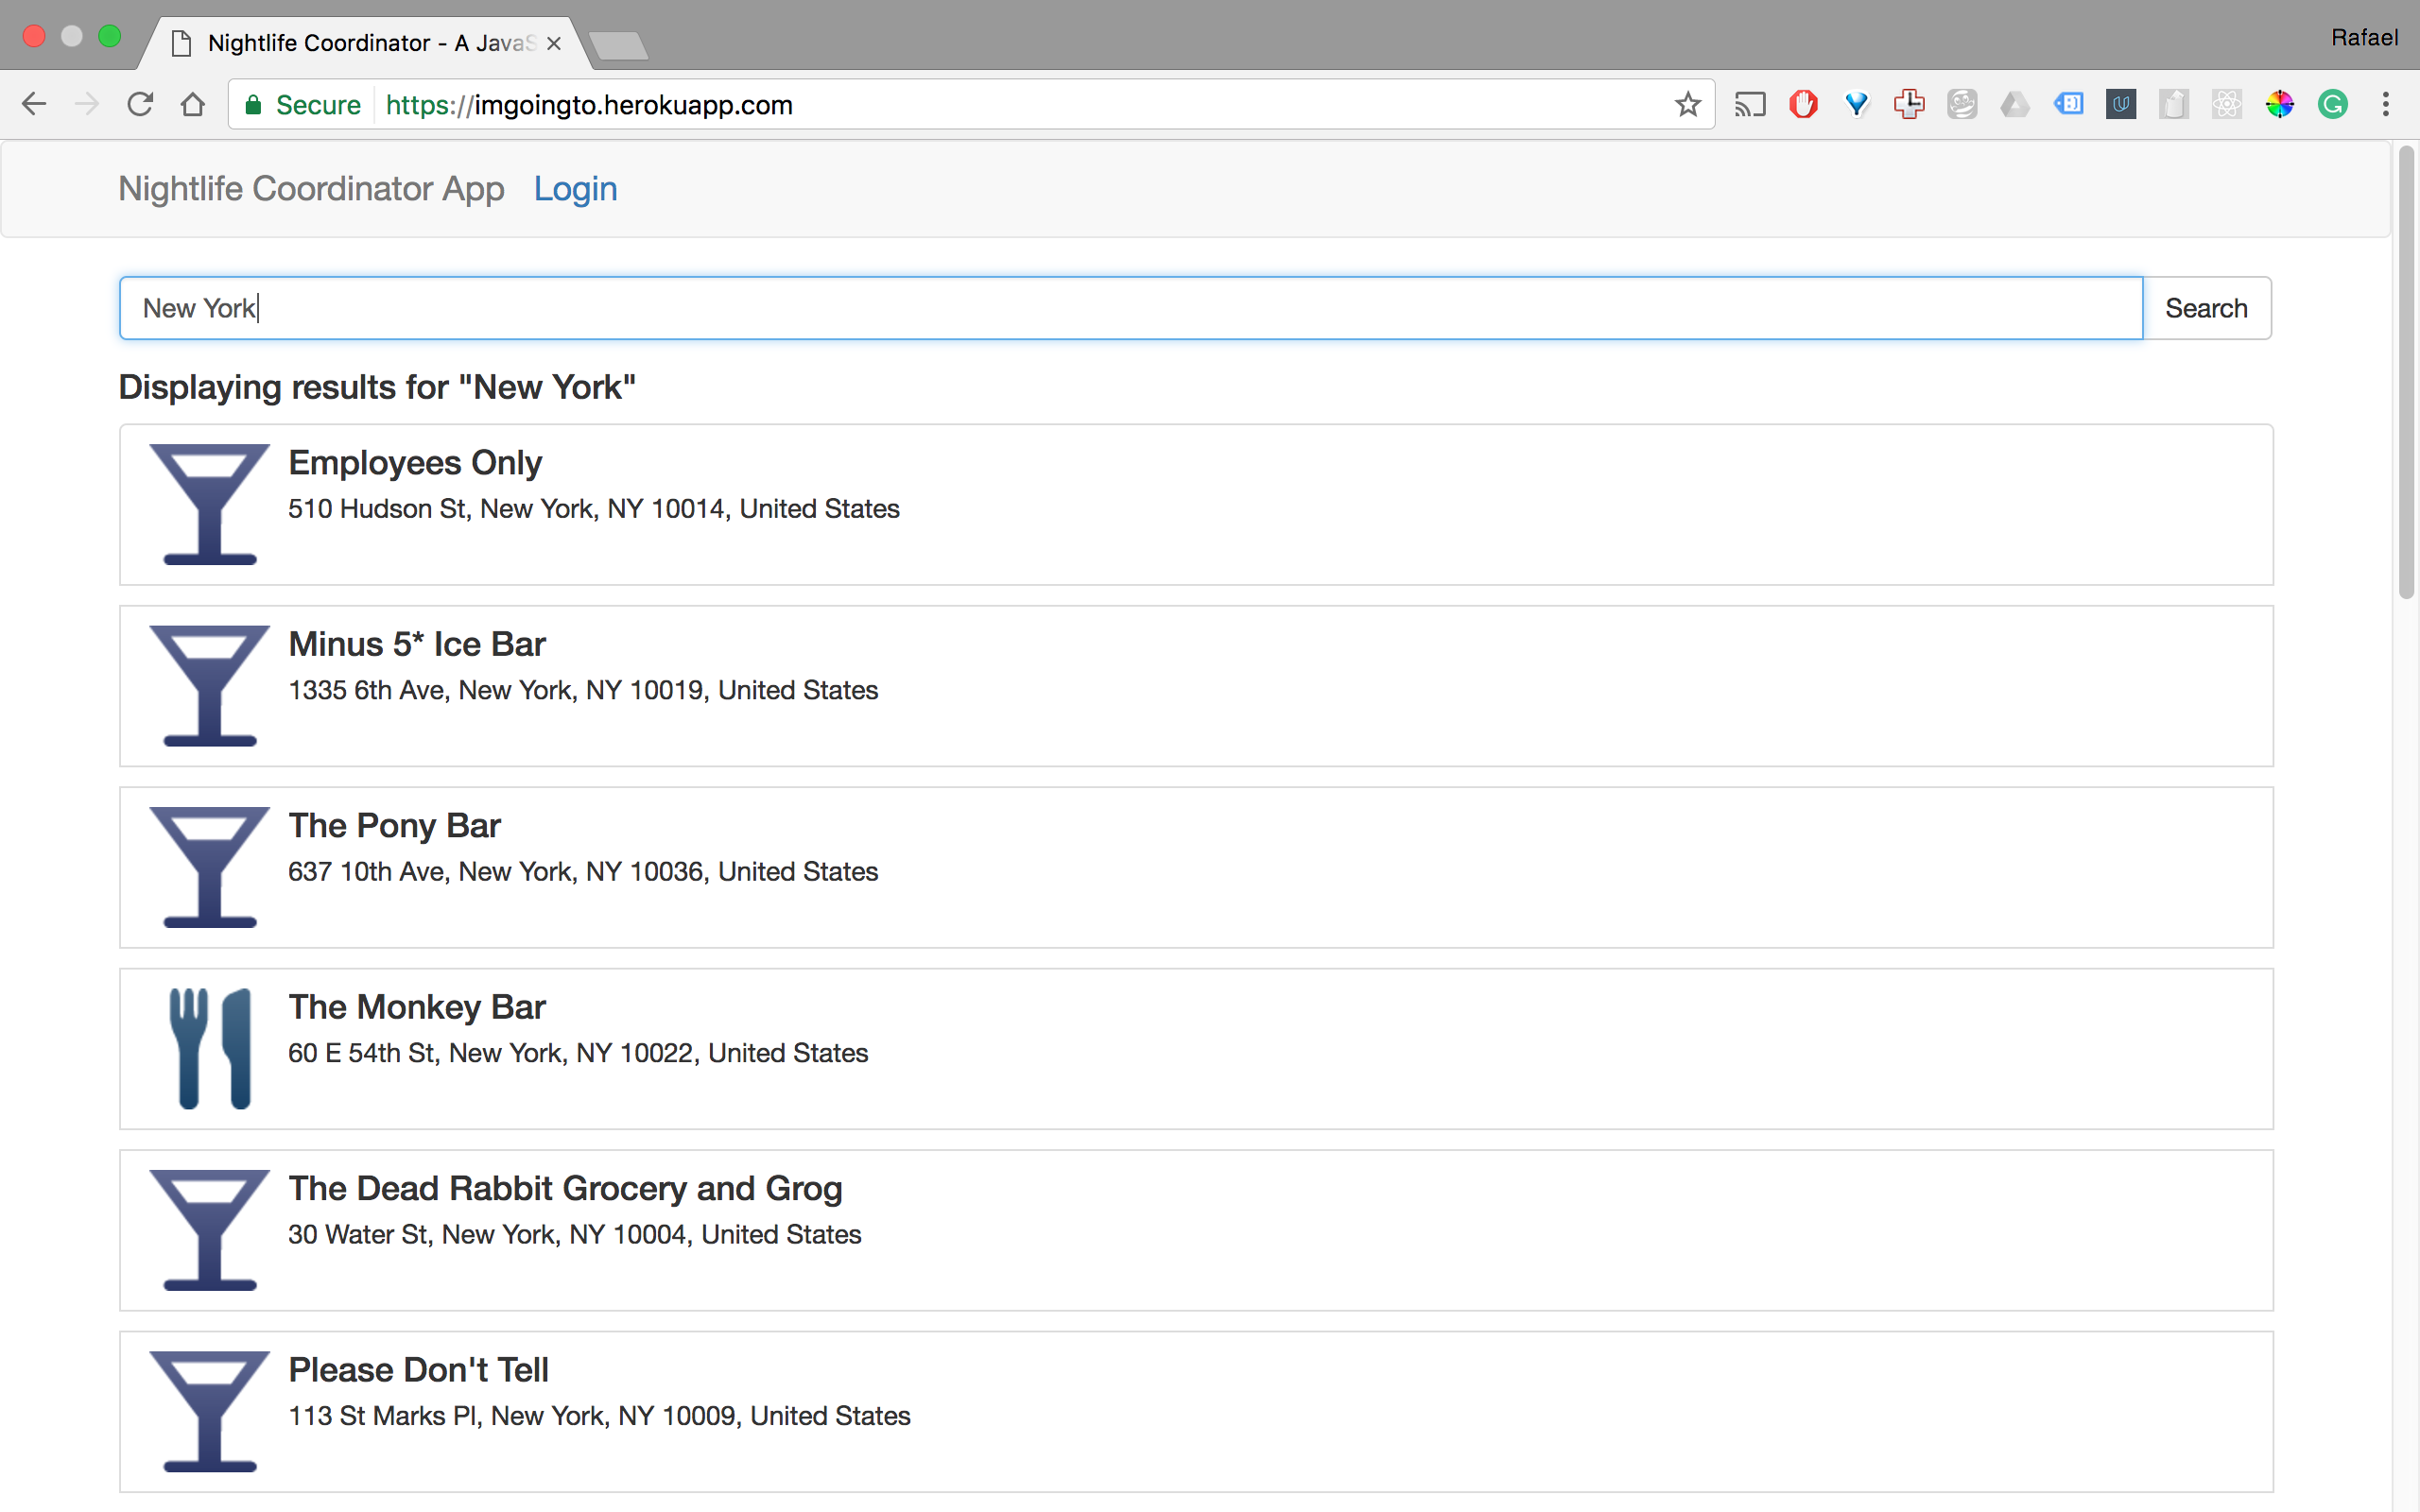 Nightlife Coordinator - A JavaS
Rafael
Secure https://imgoingto.herokuapp.com
Nightlife Coordinator App Login
New York Search
Displaying results for "New York"
Employees Only
510 Hudson St, New York, NY 10014, United States
Minus 5* Ice Bar
1335 6th Ave, New York, NY 10019, United States
The Pony Bar
637 10th Ave, New York, NY 10036, United States
The Monkey Bar
60 E 54th St, New York, NY 10022, United States
The Dead Rabbit Grocery and Grog
30 Water St, New York, NY 10004, United States
Please Don't Tell
113 St Marks Pl, New York, NY 10009, United States